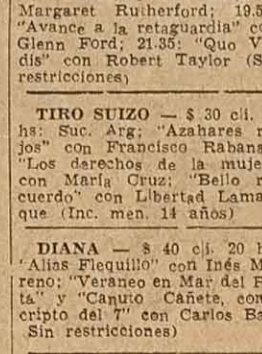 Margaret Rutherford; 19.5
"Avance a la retaguardia" c
Glenn Ford; 21.35: "Quo V
dis" con Robert Taylor (S
restricciones)
TIRO SUIZO — $ 30 c|i.
hs: Suc. Arg; "Azahares r
jos" con Francisco Rabana
"Los derechos de la muje
con María Cruz; "Bello r
cuerdo" con Libertad Lama
que (Inc. men. 14 años)
DIANA — $ 40 c|i. 20 h
"Alias Flequillo" con Inés M
reno; "Veraneo en Mar del P
ta" y "Canuto Cañete, con
cripto del 7" con Carlos Ba
Sin restricciones)